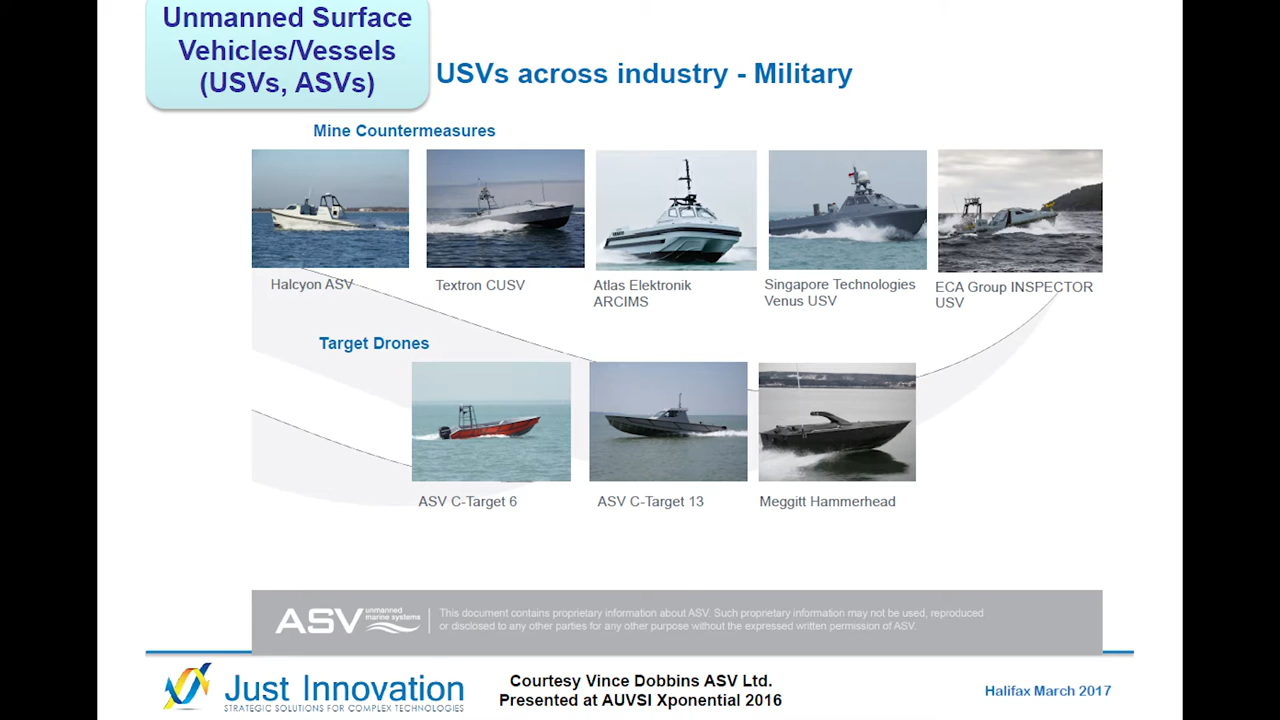 Unmanned Surface
Vehicles/Vessels
(USVs, ASVs)
USVs across industry - Military
Mine Countermeasures
Halcyon ASV
Textron CUSV
Atlas Elektronik
ARCIMS
Singapore Technologies
Venus USV
ECA Group INSPECTOR
USV
Target Drones
ASV C-Target 6
ASV C-Target 13
Meggitt Hammerhead
ASV
unmanned
marine systems
This document contains proprietary information about ASV. Such proprietary information may not be used, reproduced
or disclosed to any other parties for any other purpose without the expressed written permission of ASV.
Just Innovation
STRATEGIC SOLUTIONS FOR COMPLEX TECHNOLOGIES
Courtesy Vince Dobbins ASV Ltd.
Presented at AUVSI Xponential 2016
Halifax March 2017